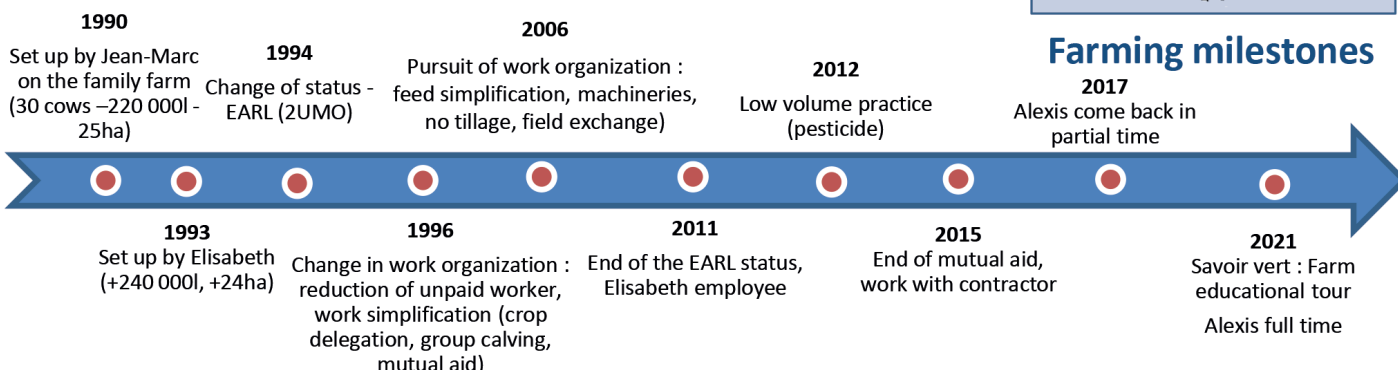 Farming milestones
1990
Set up by Jean-Marc
on the family farm
(30 cows –220 000l -
25ha)
1993
Set up by Elisabeth
(+240 000l, +24ha)
1994
Change of status -
EARL (2UMO)
1996
Change in work organization :
reduction of unpaid worker,
work simplification (crop
delegation, group calving,
mutual aid)
2006
Pursuit of work organization :
feed simplification, machineries,
no tillage, field exchange)
2011
End of the EARL status,
Elisabeth employee
2012
Low volume practice
(pesticide)
2015
End of mutual aid,
work with contractor
2017
Alexis come back in
partial time
2021
Savoir vert : Farm
educational tour
Alexis full time